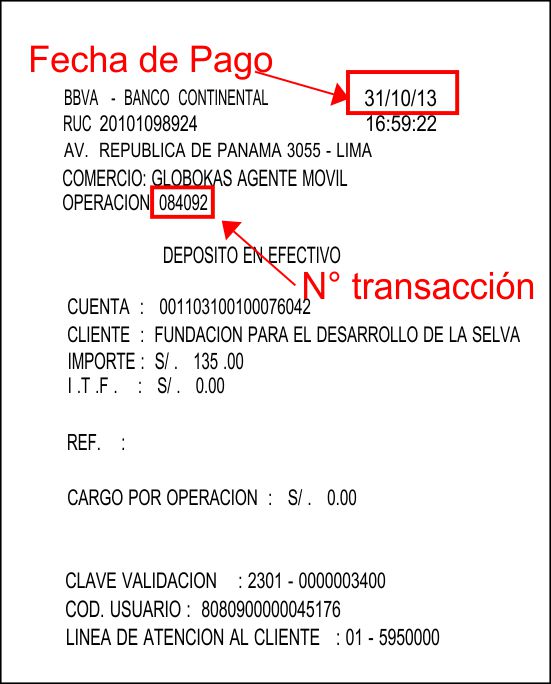 Fecha de Pago
BBVA - BANCO CONTINENTAL 31/10/13
RUC 20101098924 16:59:22
AV. REPUBLICA DE PANAMA 3055 - LIMA
COMERCIO: GLOBOKAS AGENTE MOVIL
OPERACION 084092
DEPOSITO EN EFECTIVO
N° transacción
CUENTA : 001103100100076042
CLIENTE : FUNDACION PARA EL DESARROLLO DE LA SELVA
IMPORTE : S/ . 135 .00
I .T .F . : S/ . 0.00
REF. :
CARGO POR OPERACION : S/ . 0.00
CLAVE VALIDACION : 2301 - 0000003400
COD. USUARIO : 8080900000045176
LINEA DE ATENCION AL CLIENTE : 01 - 5950000